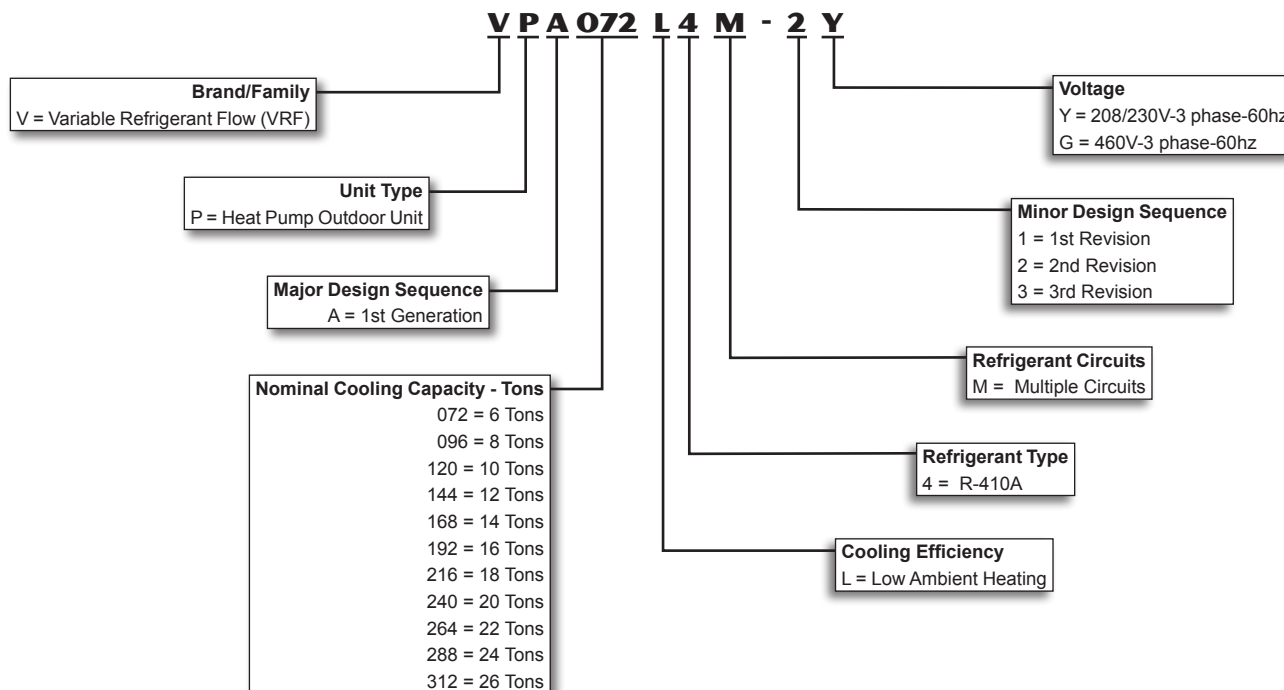 V P A 072 L 4 M - 2 Y
Brand/Family
V = Variable Refrigerant Flow (VRF)
Unit Type
P = Heat Pump Outdoor Unit
Major Design Sequence
A = 1st Generation
Nominal Cooling Capacity - Tons
072 = 6 Tons
096 = 8 Tons
120 = 10 Tons
144 = 12 Tons
168 = 14 Tons
192 = 16 Tons
216 = 18 Tons
240 = 20 Tons
264 = 22 Tons
288 = 24 Tons
312 = 26 Tons
Voltage
Y = 208/230V-3 phase-60hz
G = 460V-3 phase-60hz
Minor Design Sequence
1 = 1st Revision
2 = 2nd Revision
3 = 3rd Revision
Refrigerant Circuits
M = Multiple Circuits
Refrigerant Type
4 = R-410A
Cooling Efficiency
L = Low Ambient Heating